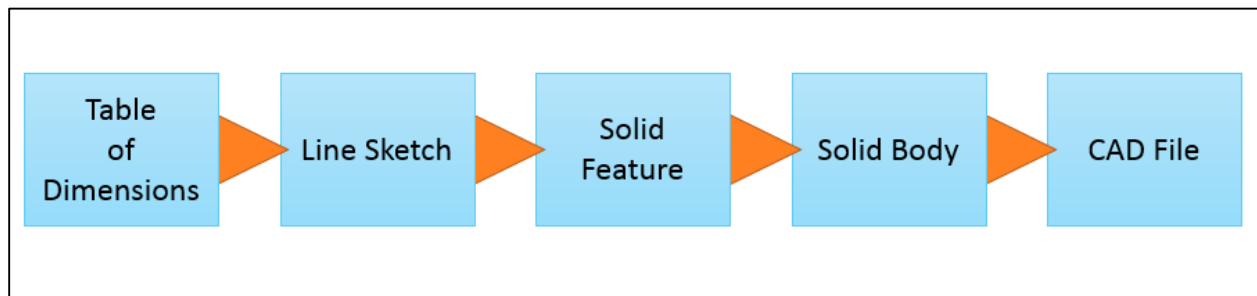 Table
of
Dimensions
Line Sketch
Solid
Feature
Solid Body
CAD File